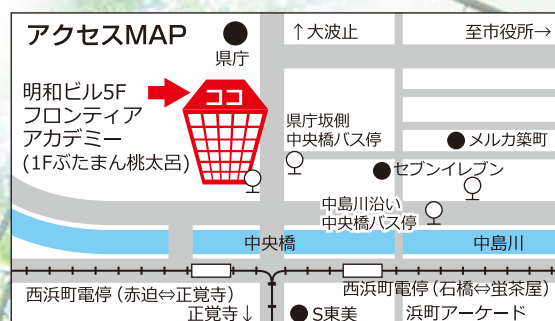 アクセスMAP
県庁
↑大波止
至市役所→
明和ビル5F
フロンティア
アカデミー
(1Fぶたまん桃太呂)
ココ
県庁坂側
中央橋バス停
メルカ築町
セブンイレブン
中島川沿い
中央橋バス停
中央橋
中島川
西浜町電停(赤迫⇔正覚寺)
西浜町電停(石橋⇔蛍茶屋)
正覚寺↓
S東美
浜町アーケード